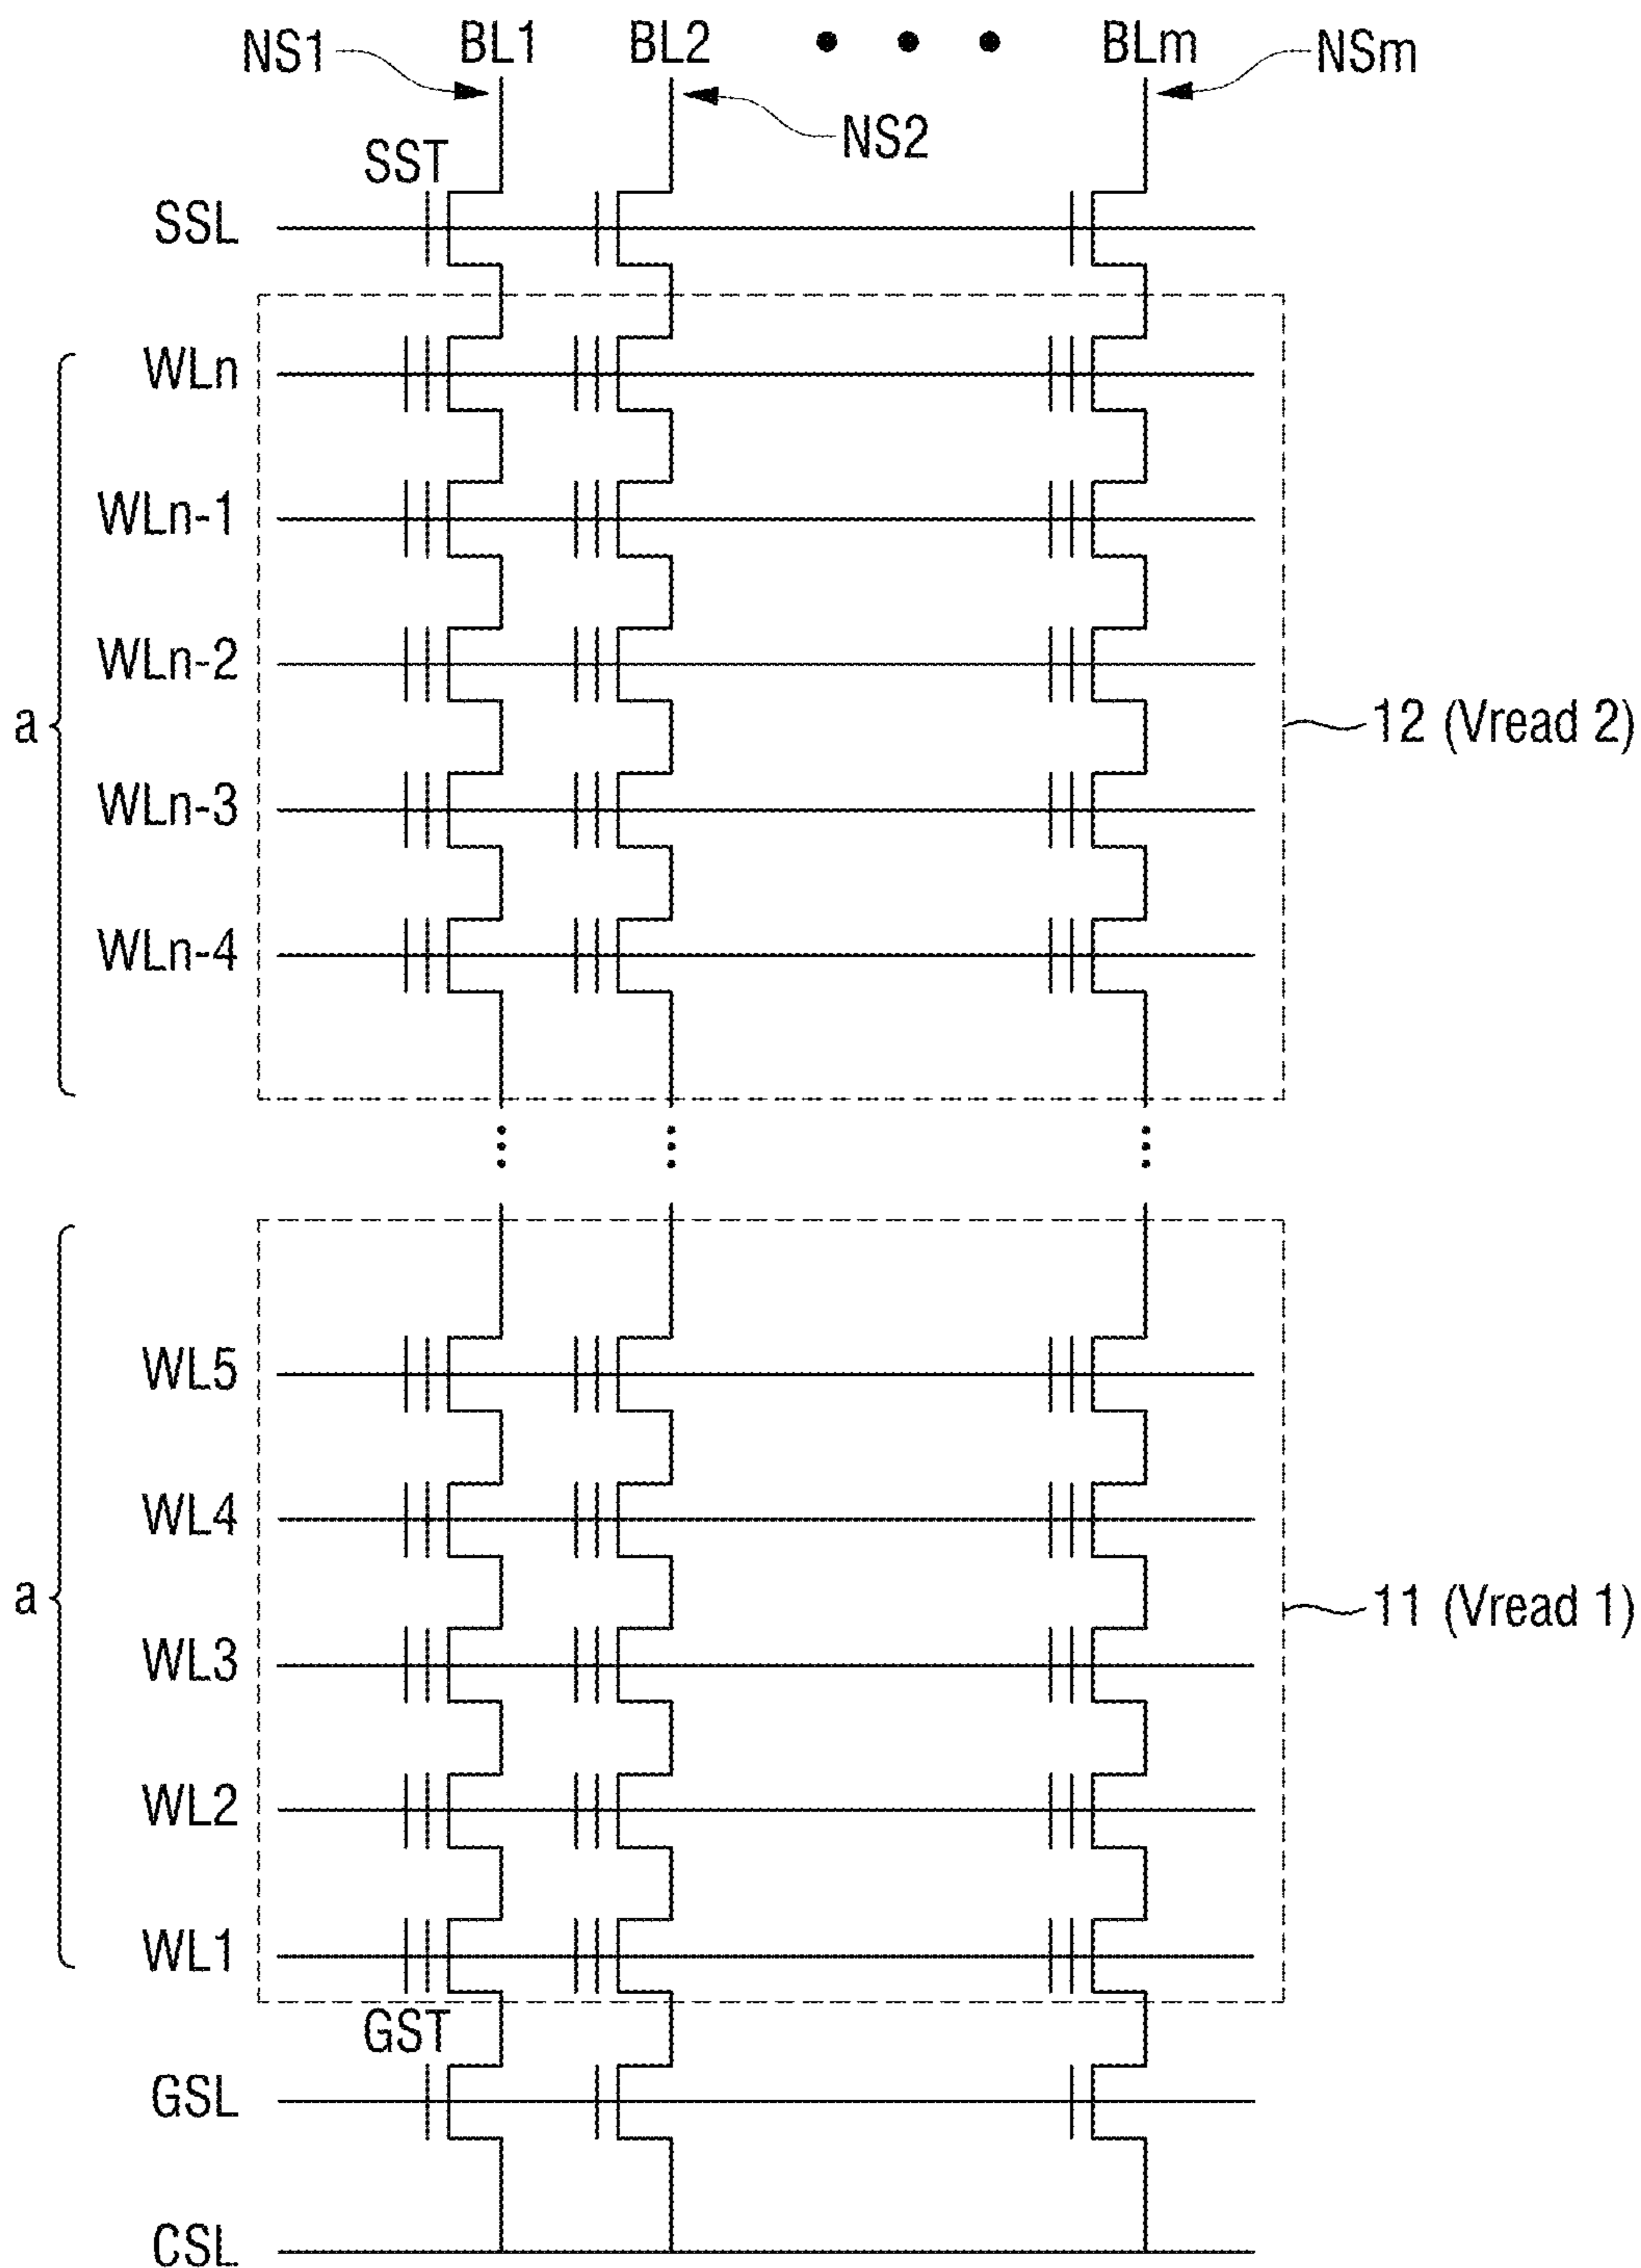 NS1 BL1 BL2 BLm NSm
NS2
SST
SSL
WLn
WLn-1
WLn-2
a 12 (Vread 2)
WLn-3
WLn-4
WL5
WL4
a 11 (Vread 1)
WL3
WL2
WL1
GST
GSL
CSL